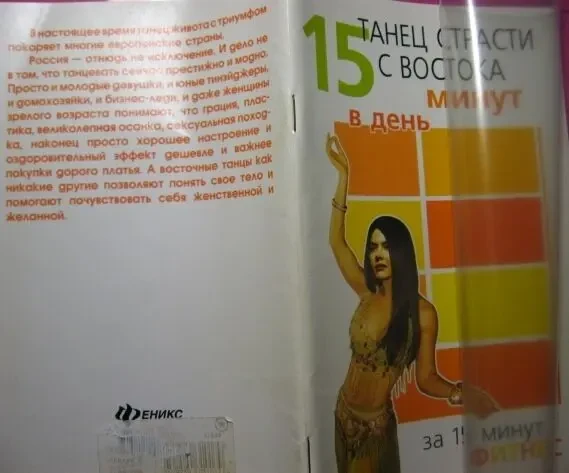 В настоящее время танец живота с триумфом
покоряет многие европейские страны.
Россия — отнюдь не исключение. И дело не
в том, что танцевать сейчас престижно и модно.
Просто и молодые девушки, и юные тинэйджеры,
и домохозяйки, и бизнес-леди, и даже женщины
зрелого возраста понимают, что грация, плас-
тика, великолепная осанка, сексуальная поход-
ка, наконец просто хорошее настроение и
оздоровительный эффект дешевле и важнее
покупки дорогого платья. А восточные танцы как
никакие другие позволяют понять свое тело и
помогают почувствовать себя женственной и
желанной.
ФЕНИКС
ТАНЕЦ СТРАСТИ
С ВОСТОКА
15 минут
в день
за 15 минут